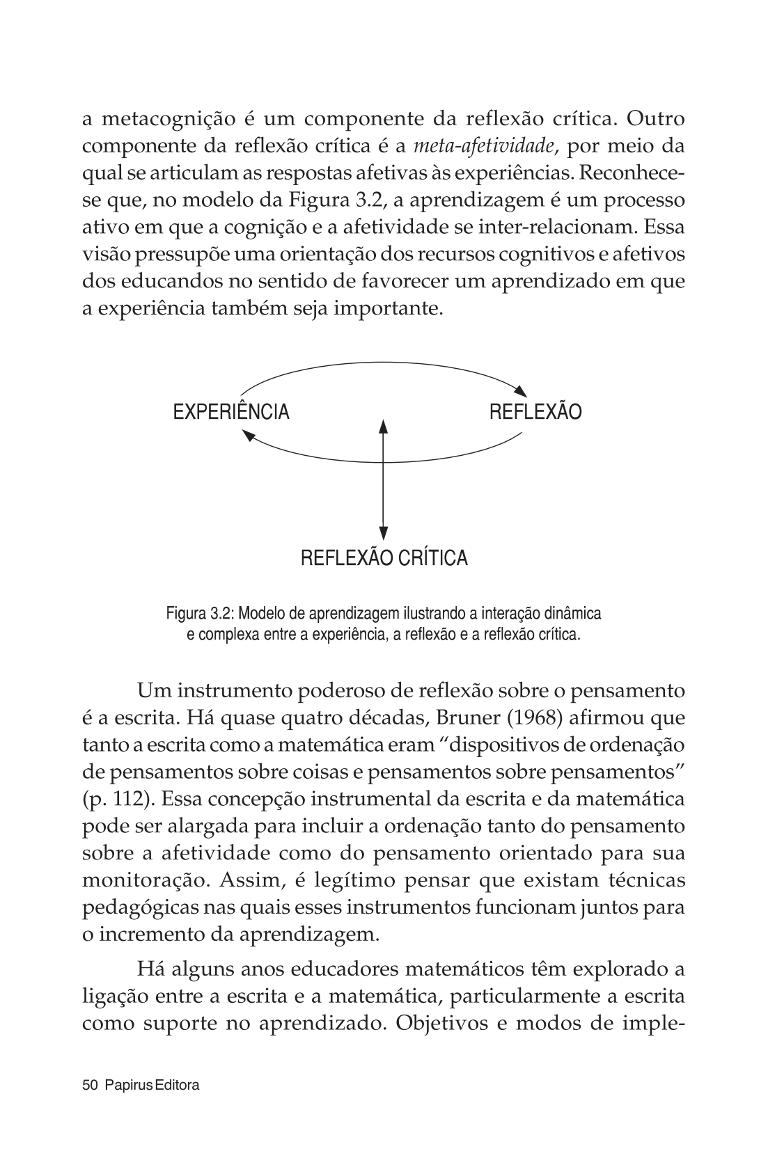 a metacognição é um componente da reflexão crítica. Outro
componente da reflexão crítica é a meta-afetividade, por meio da
qual se articulam as respostas afetivas às experiências. Reconhece-
se que, no modelo da Figura 3.2, a aprendizagem é um processo
ativo em que a cognição e a afetividade se inter-relacionam. Essa
visão pressupõe uma orientação dos recursos cognitivos e afetivos
dos educandos no sentido de favorecer um aprendizado em que
a experiência também seja importante.
EXPERIÊNCIA REFLEXÃO
REFLEXÃO CRÍTICA
Figura 3.2: Modelo de aprendizagem ilustrando a interação dinâmica
e complexa entre a experiência, a reflexão e a reflexão crítica.
Um instrumento poderoso de reflexão sobre o pensamento
é a escrita. Há quase quatro décadas, Bruner (1968) afirmou que
tanto a escrita como a matemática eram “dispositivos de ordenação
de pensamentos sobre coisas e pensamentos sobre pensamentos”
(p. 112). Essa concepção instrumental da escrita e da matemática
pode ser alargada para incluir a ordenação tanto do pensamento
sobre a afetividade como do pensamento orientado para sua
monitoração. Assim, é legítimo pensar que existam técnicas
pedagógicas nas quais esses instrumentos funcionam juntos para
o incremento da aprendizagem.
Há alguns anos educadores matemáticos têm explorado a
ligação entre a escrita e a matemática, particularmente a escrita
como suporte no aprendizado. Objetivos e modos de imple-
50 Papirus Editora